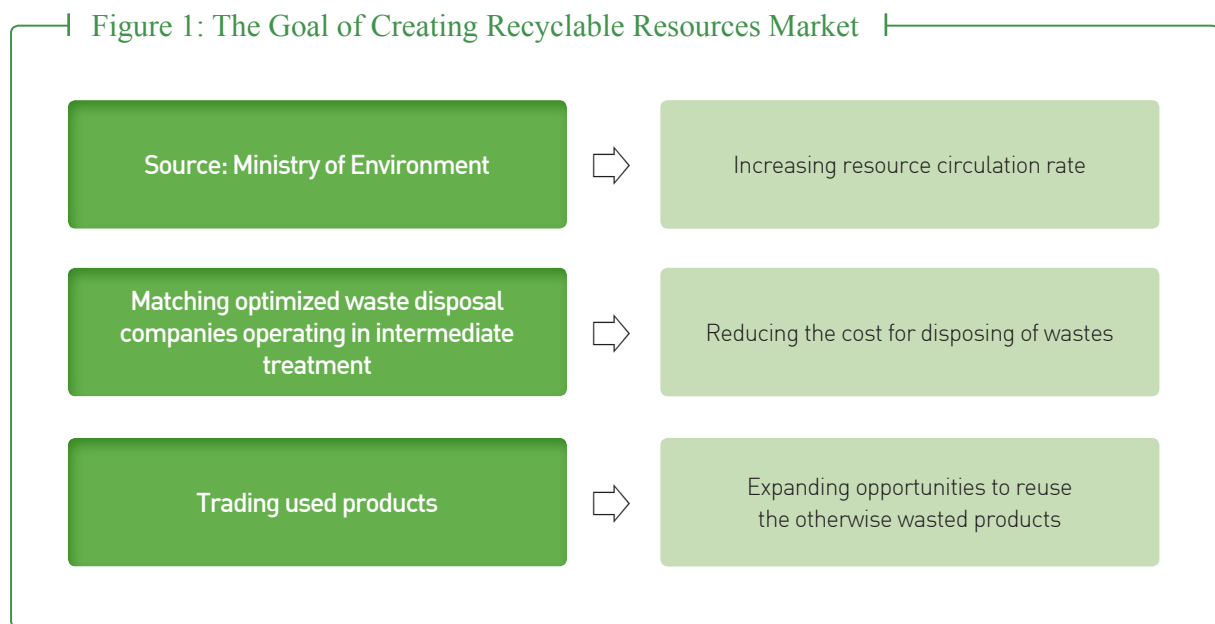 Figure 1: The Goal of Creating Recyclable Resources Market
Source: Ministry of Environment
Increasing resource circulation rate
Matching optimized waste disposal
companies operating in intermediate
treatment
Reducing the cost for disposing of wastes
Trading used products
Expanding opportunities to reuse
the otherwise wasted products